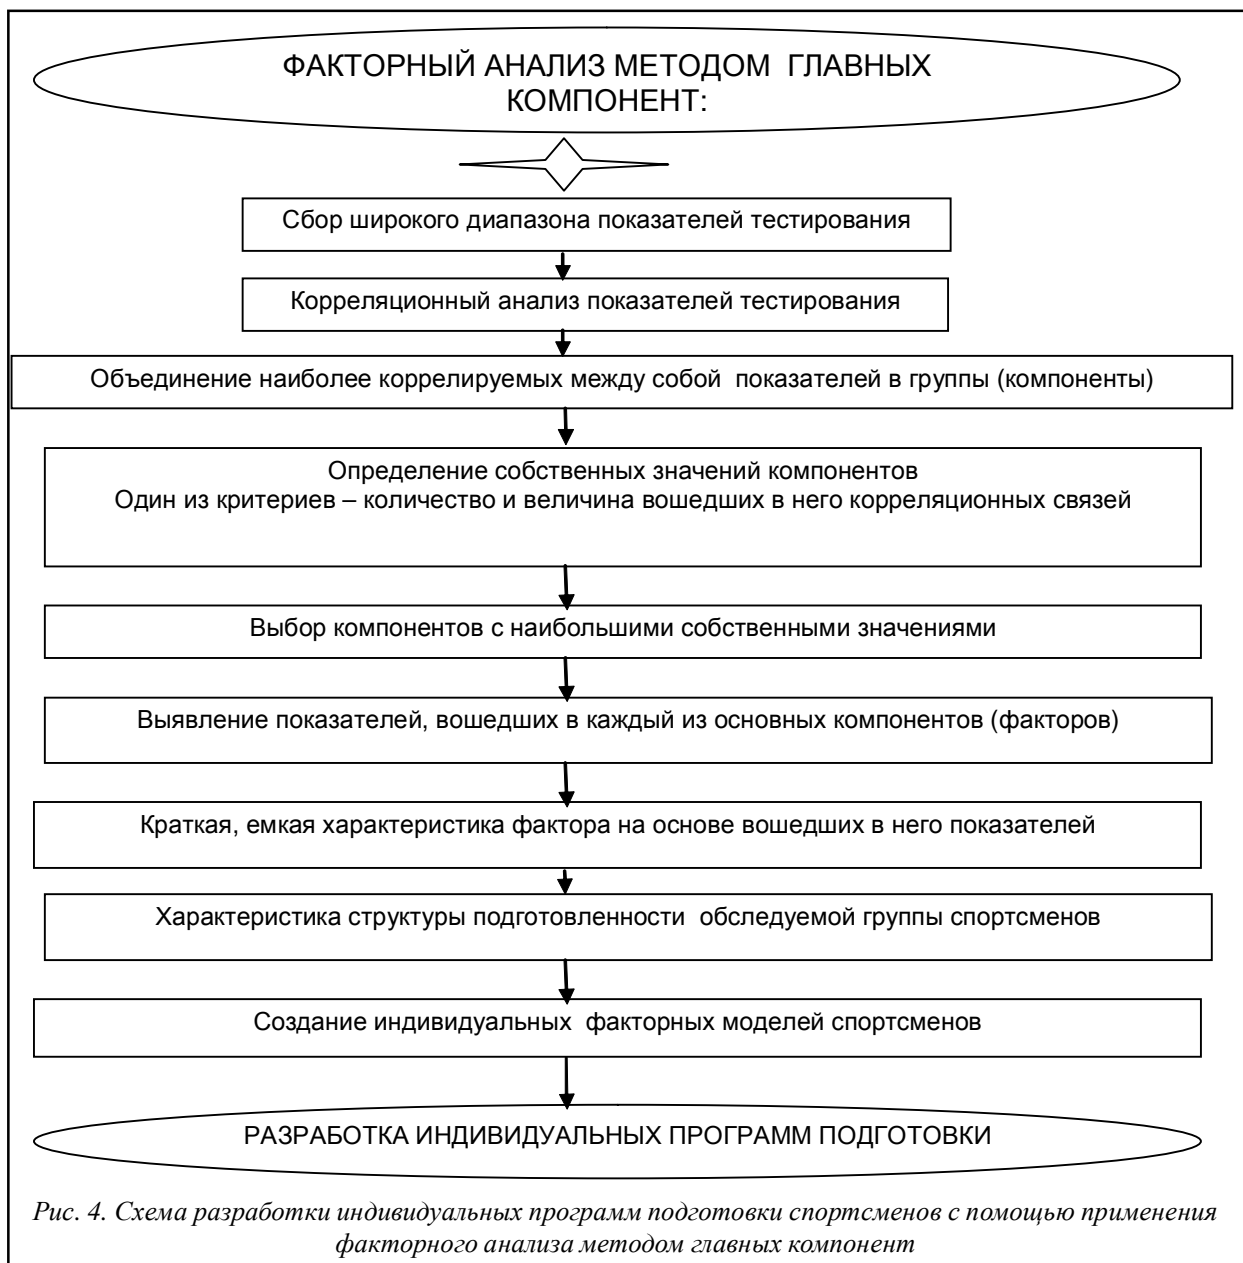 ФАКТОРНЫЙ АНАЛИЗ МЕТОДОМ ГЛАВНЫХ
КОМПОНЕНТ:
Сбор широкого диапазона показателей тестирования
Корреляционный анализ показателей тестирования
Объединение наиболее коррелируемых между собой показателей в группы (компоненты)
Определение собственных значений компонентов
Один из критериев – количество и величина вошедших в него корреляционных связей
Выбор компонентов с наибольшими собственными значениями
Выявление показателей, вошедших в каждый из основных компонентов (факторов)
Краткая, емкая характеристика фактора на основе вошедших в него показателей
Характеристика структуры подготовленности обследуемой группы спортсменов
Создание индивидуальных факторных моделей спортсменов
РАЗРАБОТКА ИНДИВИДУАЛЬНЫХ ПРОГРАММ ПОДГОТОВКИ
Рис. 4. Схема разработки индивидуальных программ подготовки спортсменов с помощью применения
факторного анализа методом главных компонент